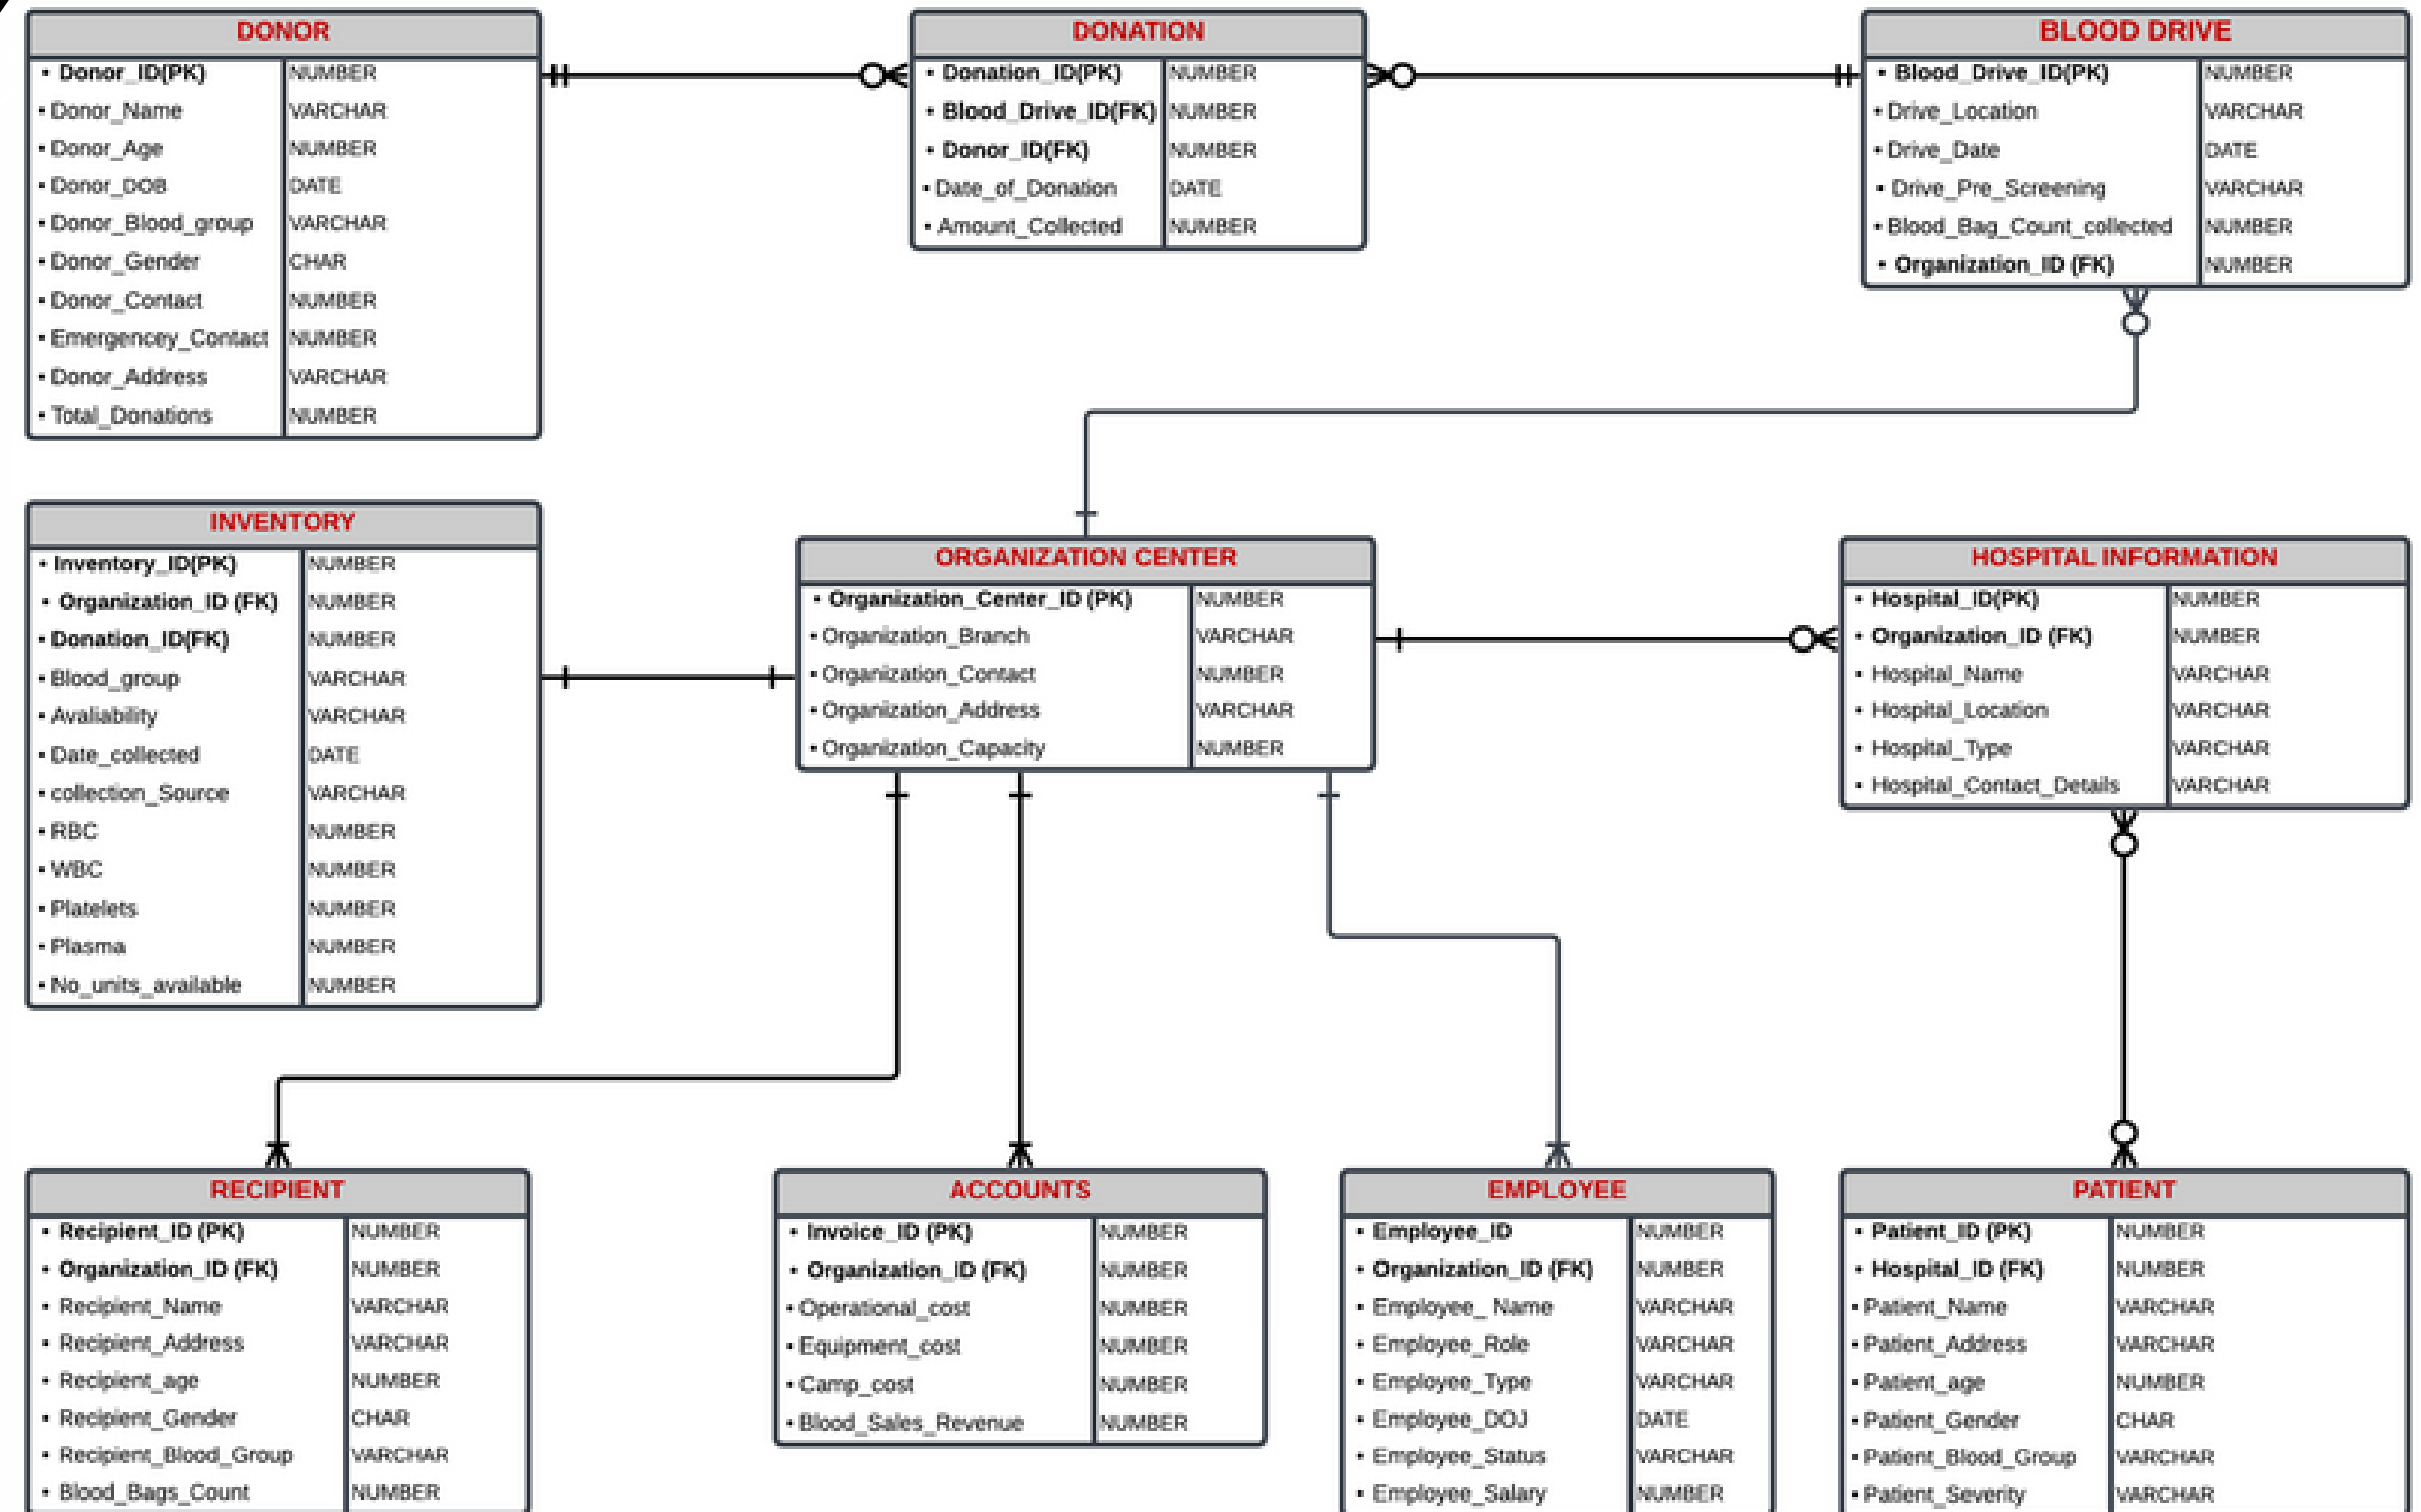 DONOR
• Donor_ID(PK) NUMBER
• Donor_Name VARCHAR
• Donor_Age NUMBER
• Donor_DOB DATE
• Donor_Blood_group VARCHAR
• Donor_Gender CHAR
• Donor_Contact NUMBER
• Emergencey_Contact NUMBER
• Donor_Address VARCHAR
• Total_Donations NUMBER
DONATION
• Donation_ID(PK) NUMBER
• Blood_Drive_ID(FK) NUMBER
• Donor_ID(FK) NUMBER
• Date_of_Donation DATE
• Amount_Collected NUMBER
BLOOD DRIVE
• Blood_Drive_ID(PK) NUMBER
• Drive_Location VARCHAR
• Drive_Date DATE
• Drive_Pre_Screening VARCHAR
• Blood_Bag_Count_collected NUMBER
• Organization_ID (FK) NUMBER
INVENTORY
• Inventory_ID(PK) NUMBER
• Organization_ID (FK) NUMBER
• Donation_ID(FK) NUMBER
• Blood_group VARCHAR
• Avaliability VARCHAR
• Date_collected DATE
• collection_Source VARCHAR
• RBC NUMBER
• WBC NUMBER
• Platelets NUMBER
• Plasma NUMBER
• No_units_available NUMBER
ORGANIZATION CENTER
• Organization_Center_ID (PK) NUMBER
• Organization_Branch VARCHAR
• Organization_Contact NUMBER
• Organization_Address VARCHAR
• Organization_Capacity NUMBER
HOSPITAL INFORMATION
• Hospital_ID(PK) NUMBER
• Organization_ID (FK) NUMBER
• Hospital_Name VARCHAR
• Hospital_Location VARCHAR
• Hospital_Type VARCHAR
• Hospital_Contact_Details VARCHAR
RECIPIENT
• Recipient_ID (PK) NUMBER
• Organization_ID (FK) NUMBER
• Recipient_Name VARCHAR
• Recipient_Address VARCHAR
• Recipient_age NUMBER
• Recipient_Gender CHAR
• Recipient_Blood_Group VARCHAR
• Blood_Bags_Count NUMBER
ACCOUNTS
• Invoice_ID (PK) NUMBER
• Organization_ID (FK) NUMBER
• Operational_cost NUMBER
• Equipment_cost NUMBER
• Camp_cost NUMBER
• Blood_Sales_Revenue NUMBER
EMPLOYEE
• Employee_ID NUMBER
• Organization_ID (FK) NUMBER
• Employee_ Name VARCHAR
• Employee_Role VARCHAR
• Employee_Type VARCHAR
• Employee_DOJ DATE
• Employee_Status VARCHAR
• Employee_Salary NUMBER
PATIENT
• Patient_ID (PK) NUMBER
• Hospital_ID (FK) NUMBER
• Patient_Name VARCHAR
• Patient_Address VARCHAR
• Patient_age NUMBER
• Patient_Gender CHAR
• Patient_Blood_Group VARCHAR
• Patient_Severity VARCHAR